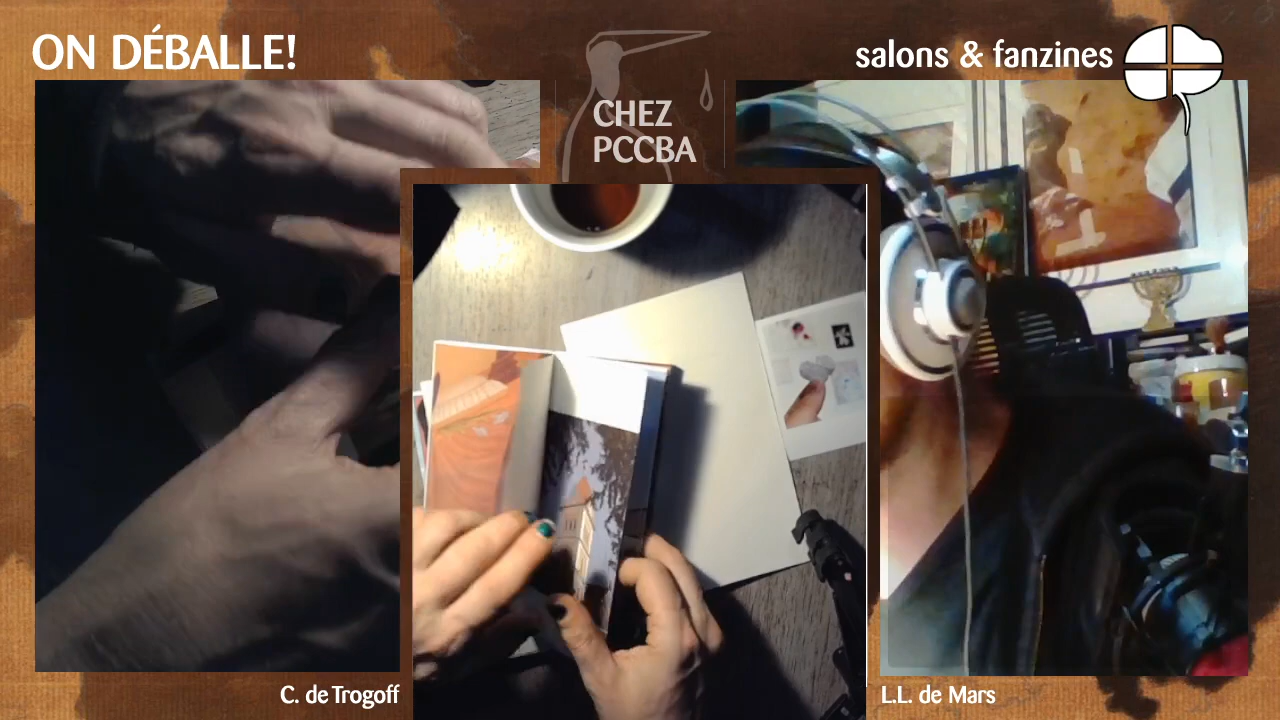 ON DÉBALLE!
salons & fanzines
CHEZ
PCCBA
C. de Trogoff
L.L. de Mars